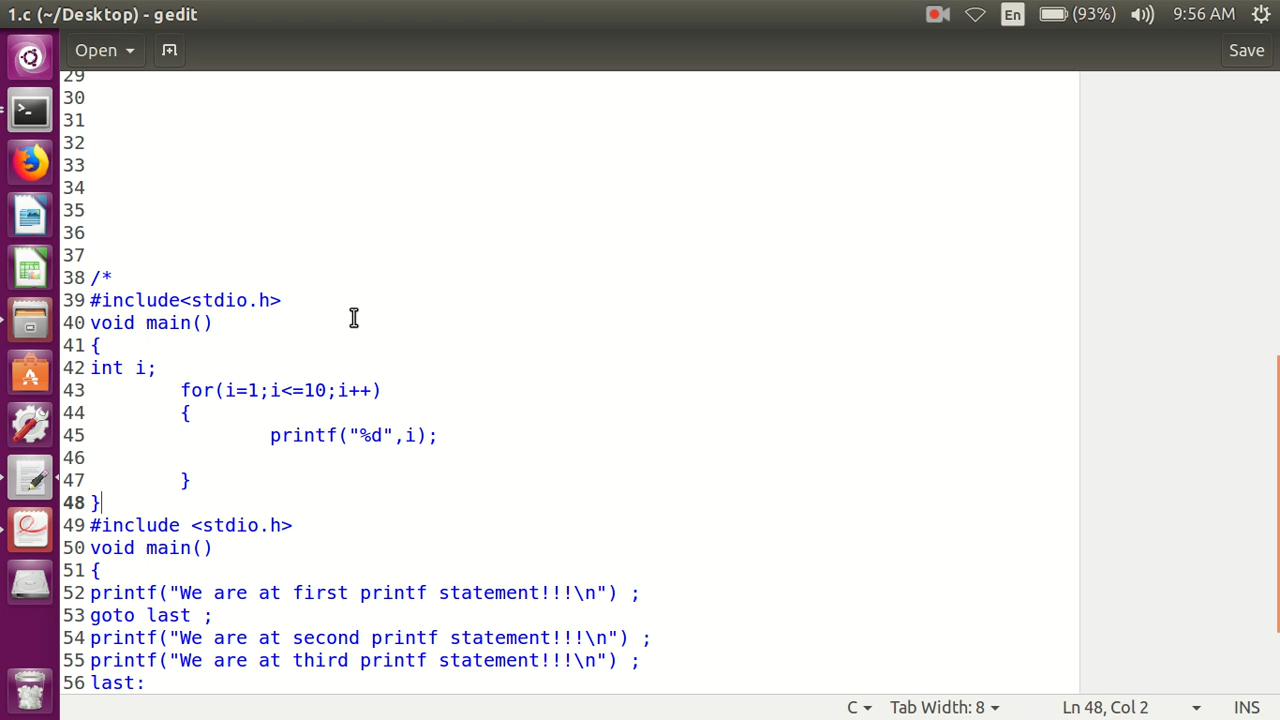 1.c (~/Desktop) - gedit
En
(93%)
9:56 AM
Open
Save
29
30
31
32
33
34
35
36
37
38 /*
39 #include<stdio.h>
40 void main()
41 {
42 int i;
43 for(i=1;i<=10;i++)
44 {
45 printf("%d",i);
46
47 }
48 }
49 #include <stdio.h>
50 void main()
51 {
52 printf("We are at first printf statement!!!\n") ;
53 goto last ;
54 printf("We are at second printf statement!!!\n") ;
55 printf("We are at third printf statement!!!\n") ;
56 last:
C
Tab Width: 8
Ln 48, Col 2
INS